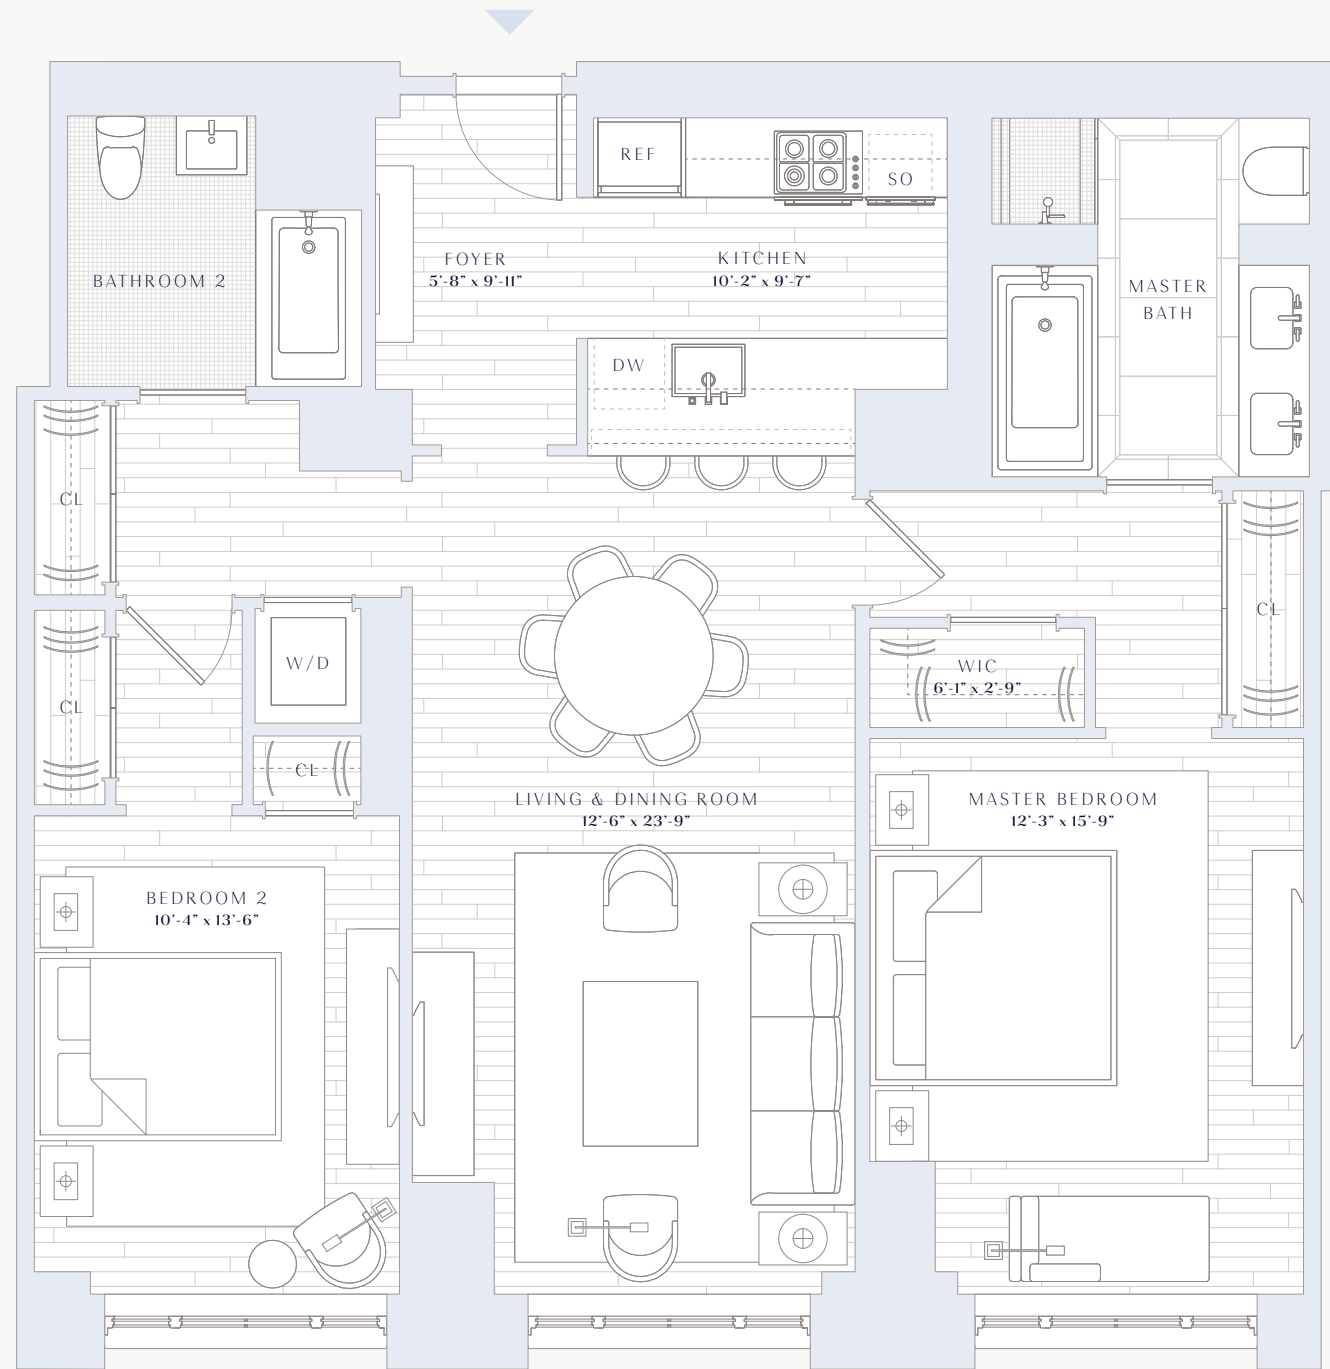 REF
SO
FOYER
5'-8” x 9'-11”
KITCHEN
10'-2” x 9'-7”
BATHROOM 2
MASTER
BATH
DW
CL
CL
W/D
WIC
6'-1” x 2'-9”
CL
CL
LIVING & DINING ROOM
12'-6” x 23'-9”
MASTER BEDROOM
12'-3” x 15'-9”
BEDROOM 2
10'-4” x 13'-6”